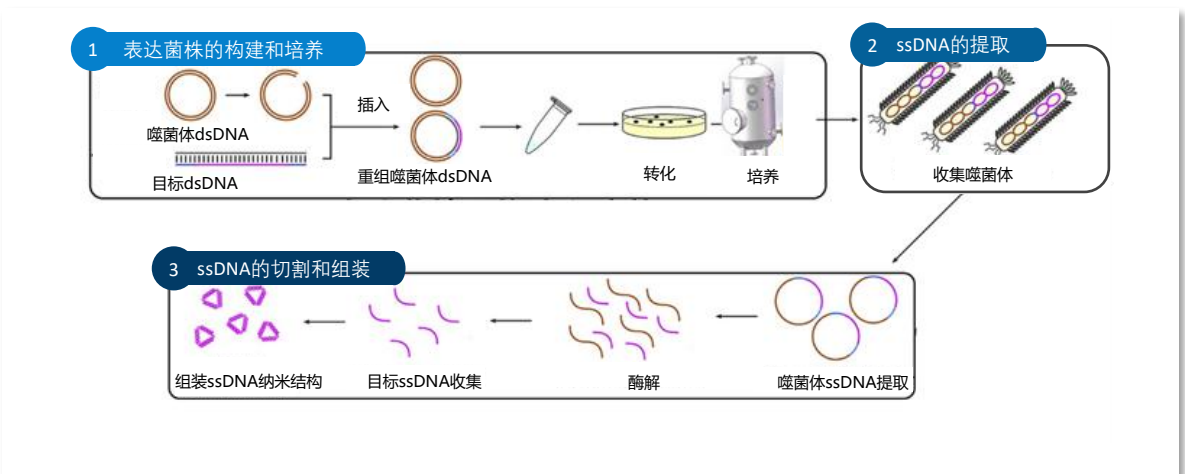 1 表达菌株的构建和培养
2 ssDNA的提取
插入
噬菌体dsDNA
目标dsDNA
重组噬菌体dsDNA
转化
培养
收集噬菌体
3 ssDNA的切割和组装
组装ssDNA纳米结构
目标ssDNA收集
酶解
噬菌体ssDNA提取